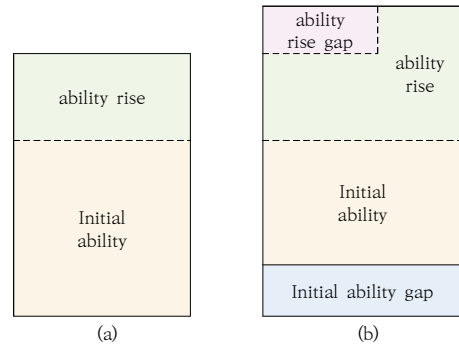 ability rise
Initial
ability
(a)
ability
rise gap
ability
rise
Initial
ability
Initial ability gap
(b)